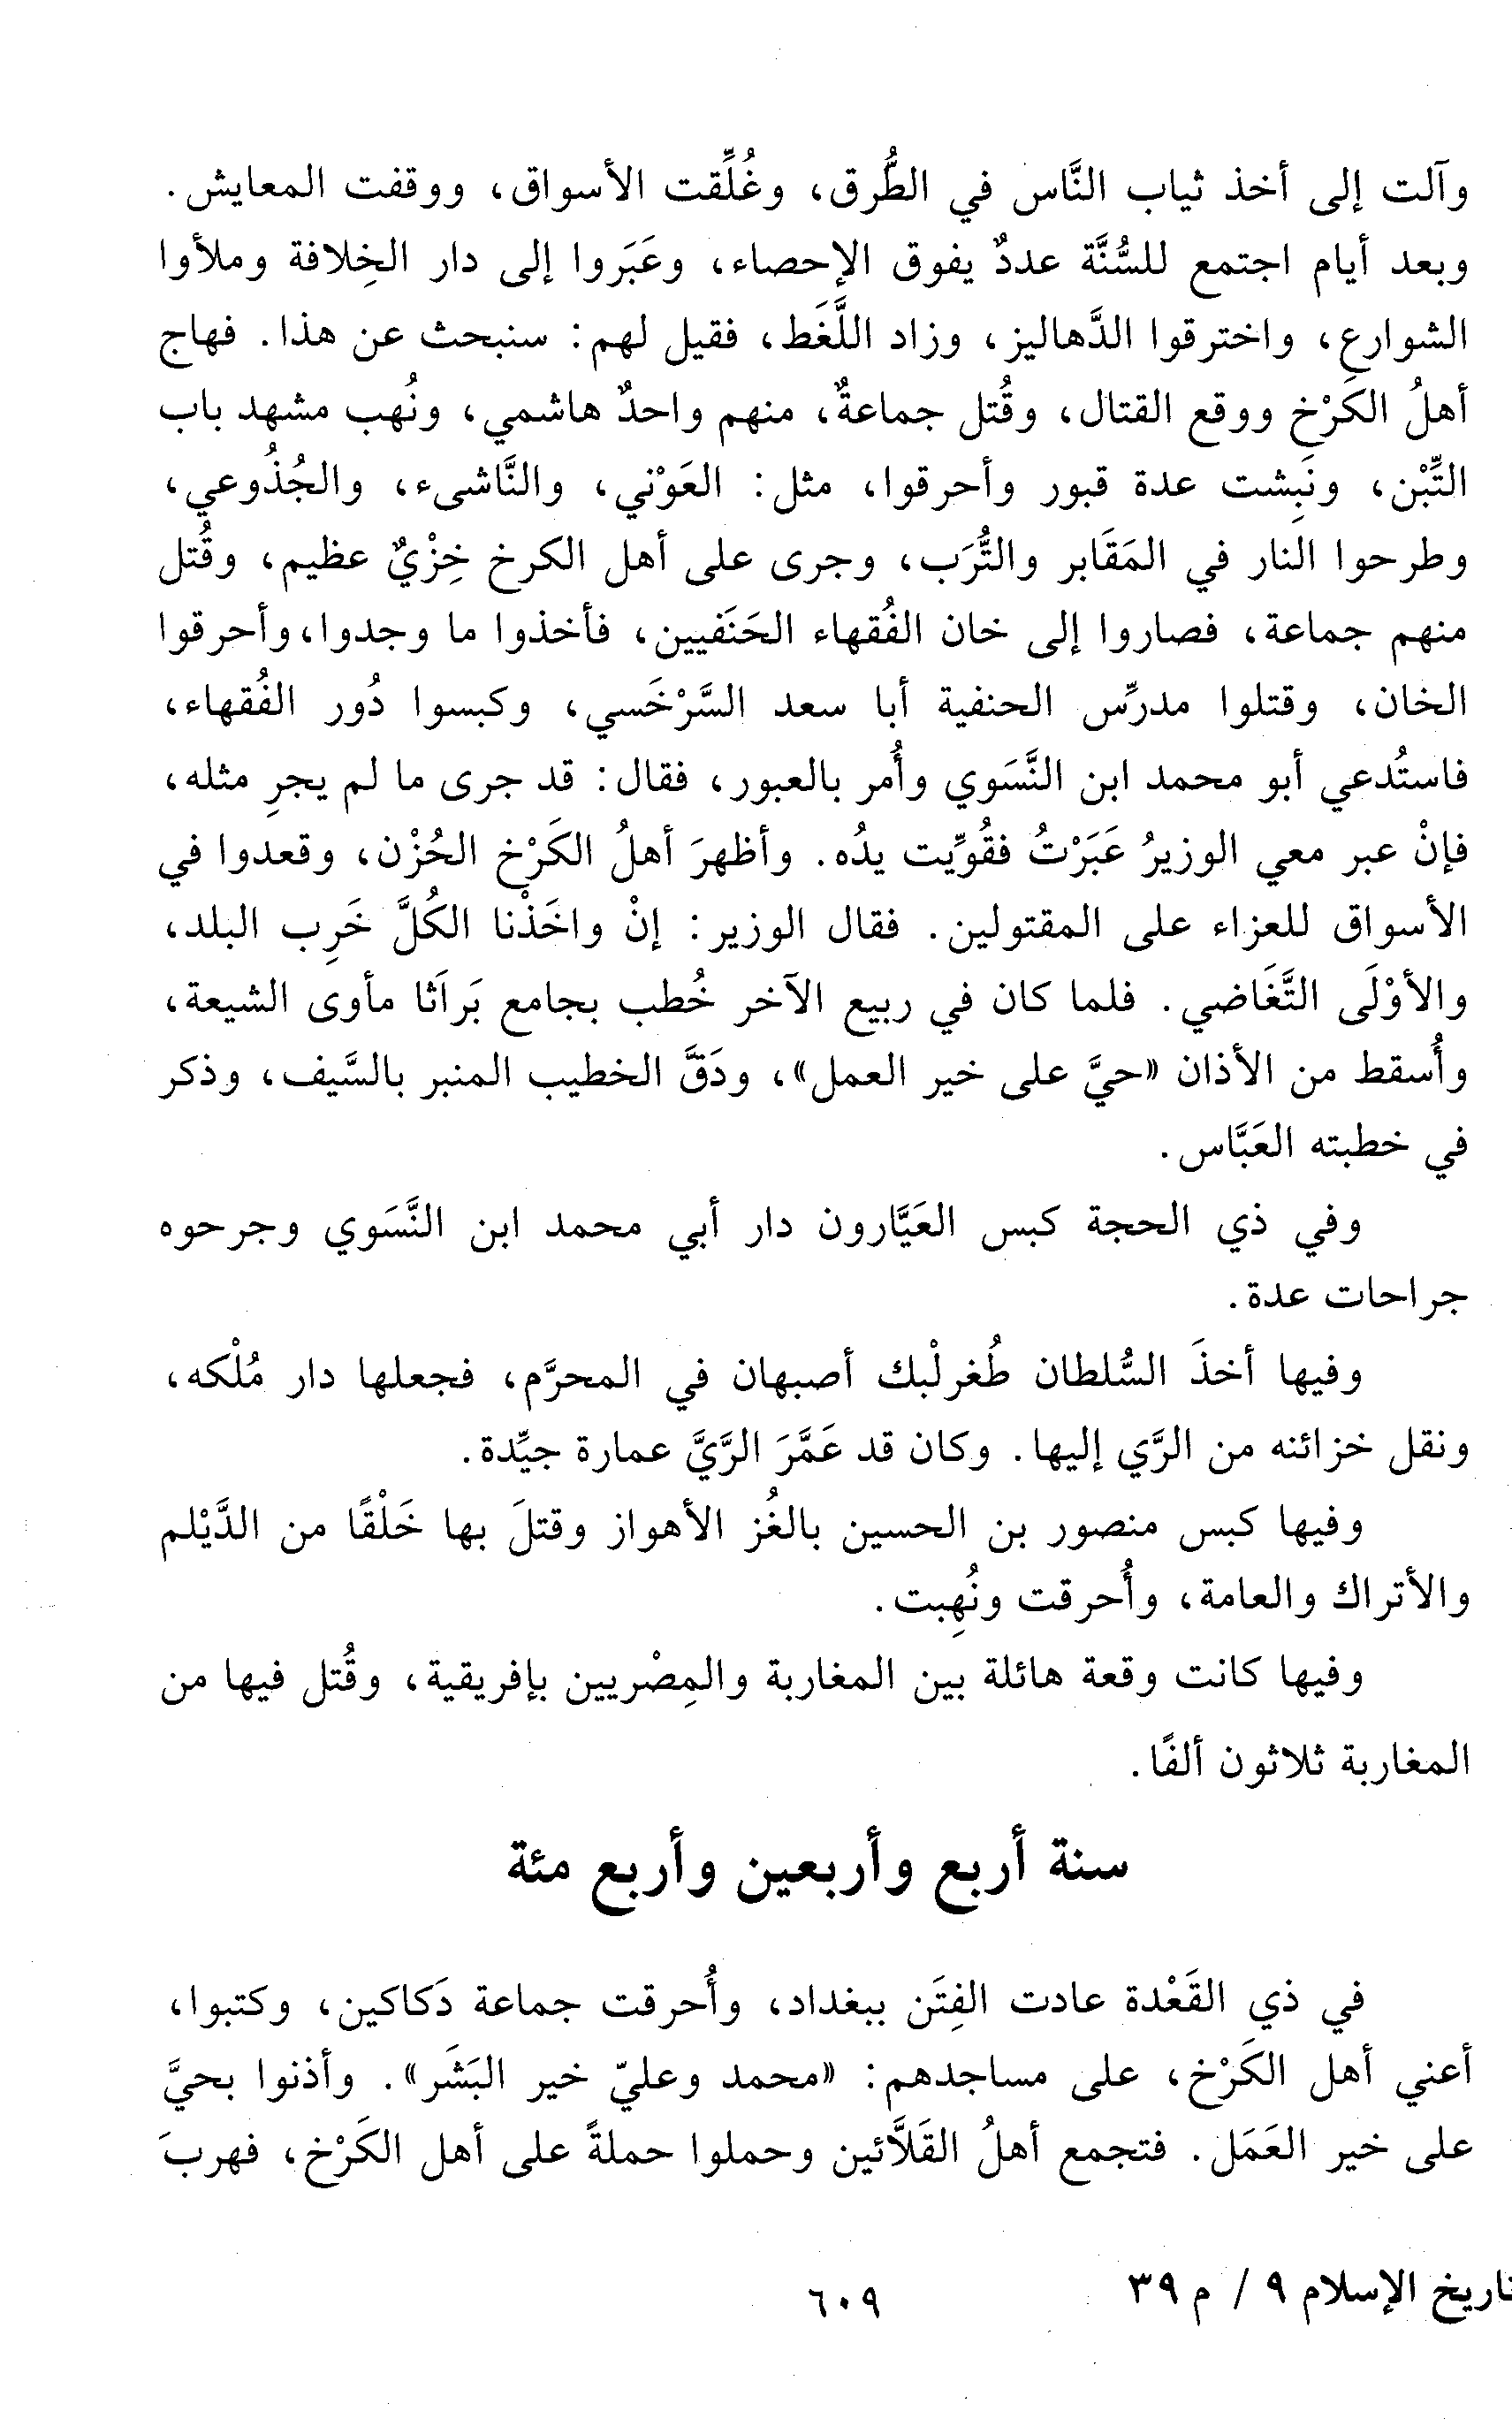 وآلت إلى أخذ ثياب النَّاس في الطُّرق، وغُلِّقت الأسواق، ووقفت المعايش.
وبعد أيام اجتمع للسُّنَّة عددٌ يفوق الإحصاء، وعَبَروا إلى دار الخِلافة وملأوا
الشوارع، واخترقوا الدَّهاليز، وزاد اللَّغَط، فقيل لهم: سنبحث عن هذا. فهاج
أهلُ الكَرْخ ووقع القتال، وقُتل جماعةٌ، منهم واحدٌ هاشمي، ونُهب مشهد باب
التِّبْن، ونَبِشت عدة قبور وأحرقوا، مثل: العَوْني، والنَّاشىء، والجُذُوعي،
وطرحوا النار في المَقَابر والتُّرَب، وجرى على أهل الكرخ خِزْيٌ عظيم، وقُتل
منهم جماعة، فصاروا إلى خان الفُقهاء الحَنَفيين، فأخذوا ما وجدوا، وأحرقوا
الخان، وقتلوا مدرِّس الحنفية أبا سعد السَّرْخَسي، وكبسوا دُور الفُقهاء،
فاستُدعي أبو محمد ابن النَّسَوي وأُمر بالعبور، فقال: قد جرى ما لم يجرِ مثله،
فإنْ عبر معي الوزيرُ عَبَرْتُ فقُوِّيت يدُه. وأظهرَ أهلُ الكَرْخ الحُزْن، وقعدوا في
الأسواق للعزاء على المقتولين. فقال الوزير: إنْ واخَذْنا الكُلَّ خَرِب البلد،
والأوْلَى التَّغَاضي. فلما كان في ربيع الآخر خُطب بجامع بَراَثا مأوى الشيعة،
وأُسقط من الأذان «حيَّ على خير العمل»، ودَقَّ الخطيب المنبر بالسَّيف، وذكر
في خطبته العَبَّاس.
وفي ذي الحجة كبس العَيَّارون دار أبي محمد ابن النَّسَوي وجرحوه
جراحات عدة.
وفيها أخذَ السُّلطان طُغرلْبك أصبهان في المحرَّم، فجعلها دار مُلْكه،
ونقل خزائنه من الرَّي إليها. وكان قد عَمَّرَ الرَّيَّ عمارة جيِّدة.
وفيها كبس منصور بن الحسين بالغُز الأهواز وقتلَ بها خَلْقًا من الدَّيْلم
والأتراك والعامة، وأُحرقت ونُهِبت.
وفيها كانت وقعة هائلة بين المغاربة والمِصْريين بإفريقية، وقُتل فيها من
المغاربة ثلاثون ألفًا.
سنة أربع وأربعين وأربع مئة
في ذي القَعْدة عادت الفِتَن ببغداد، وأُحرقت جماعة دَكاكين، وكتبوا،
أعني أهل الكَرْخ، على مساجدهم: «محمد وعليّ خير البَشَر». وأذنوا بحيَّ
على خير العَمَل. فتجمع أهلُ القَلاَّئين وحملوا حملةً على أهل الكَرْخ، فهربَ
تاريخ الإسلام ٩ / م ٣٩
٦٠٩